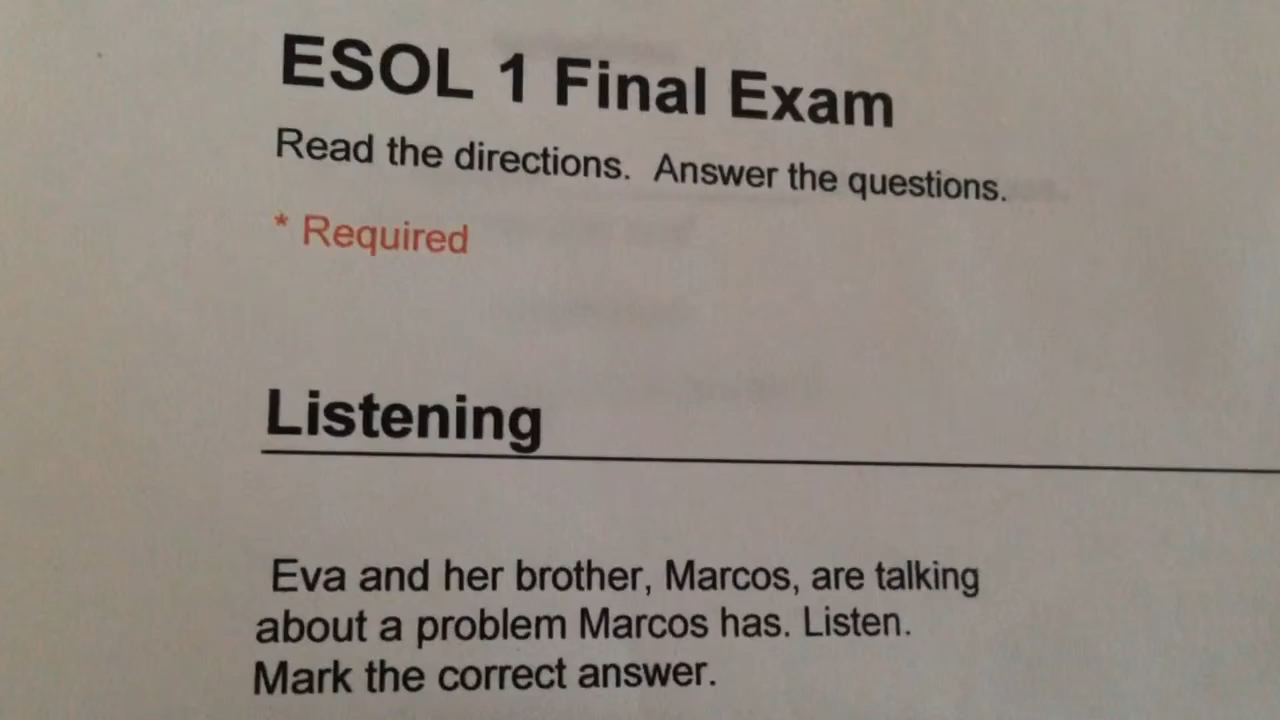 ESOL 1 Final Exam
Read the directions. Answer the questions.
* Required
Listening
Eva and her brother, Marcos, are talking
about a problem Marcos has. Listen.
Mark the correct answer.